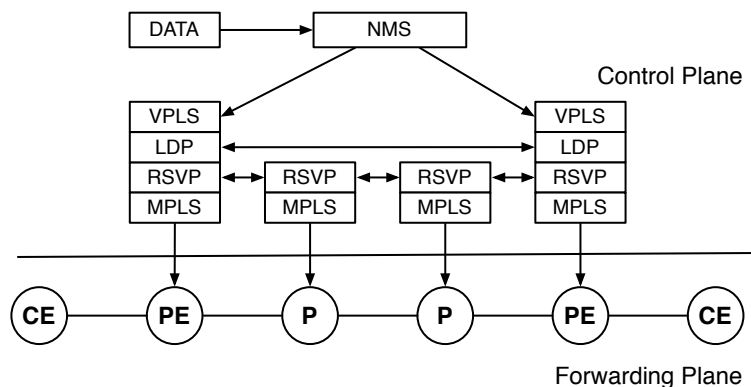 DATA
NMS
Control Plane
VPLS
VPLS
LDP
LDP
RSVP
RSVP
RSVP
RSVP
MPLS
MPLS
MPLS
MPLS
CE
PE
P
P
PE
CE
Forwarding Plane